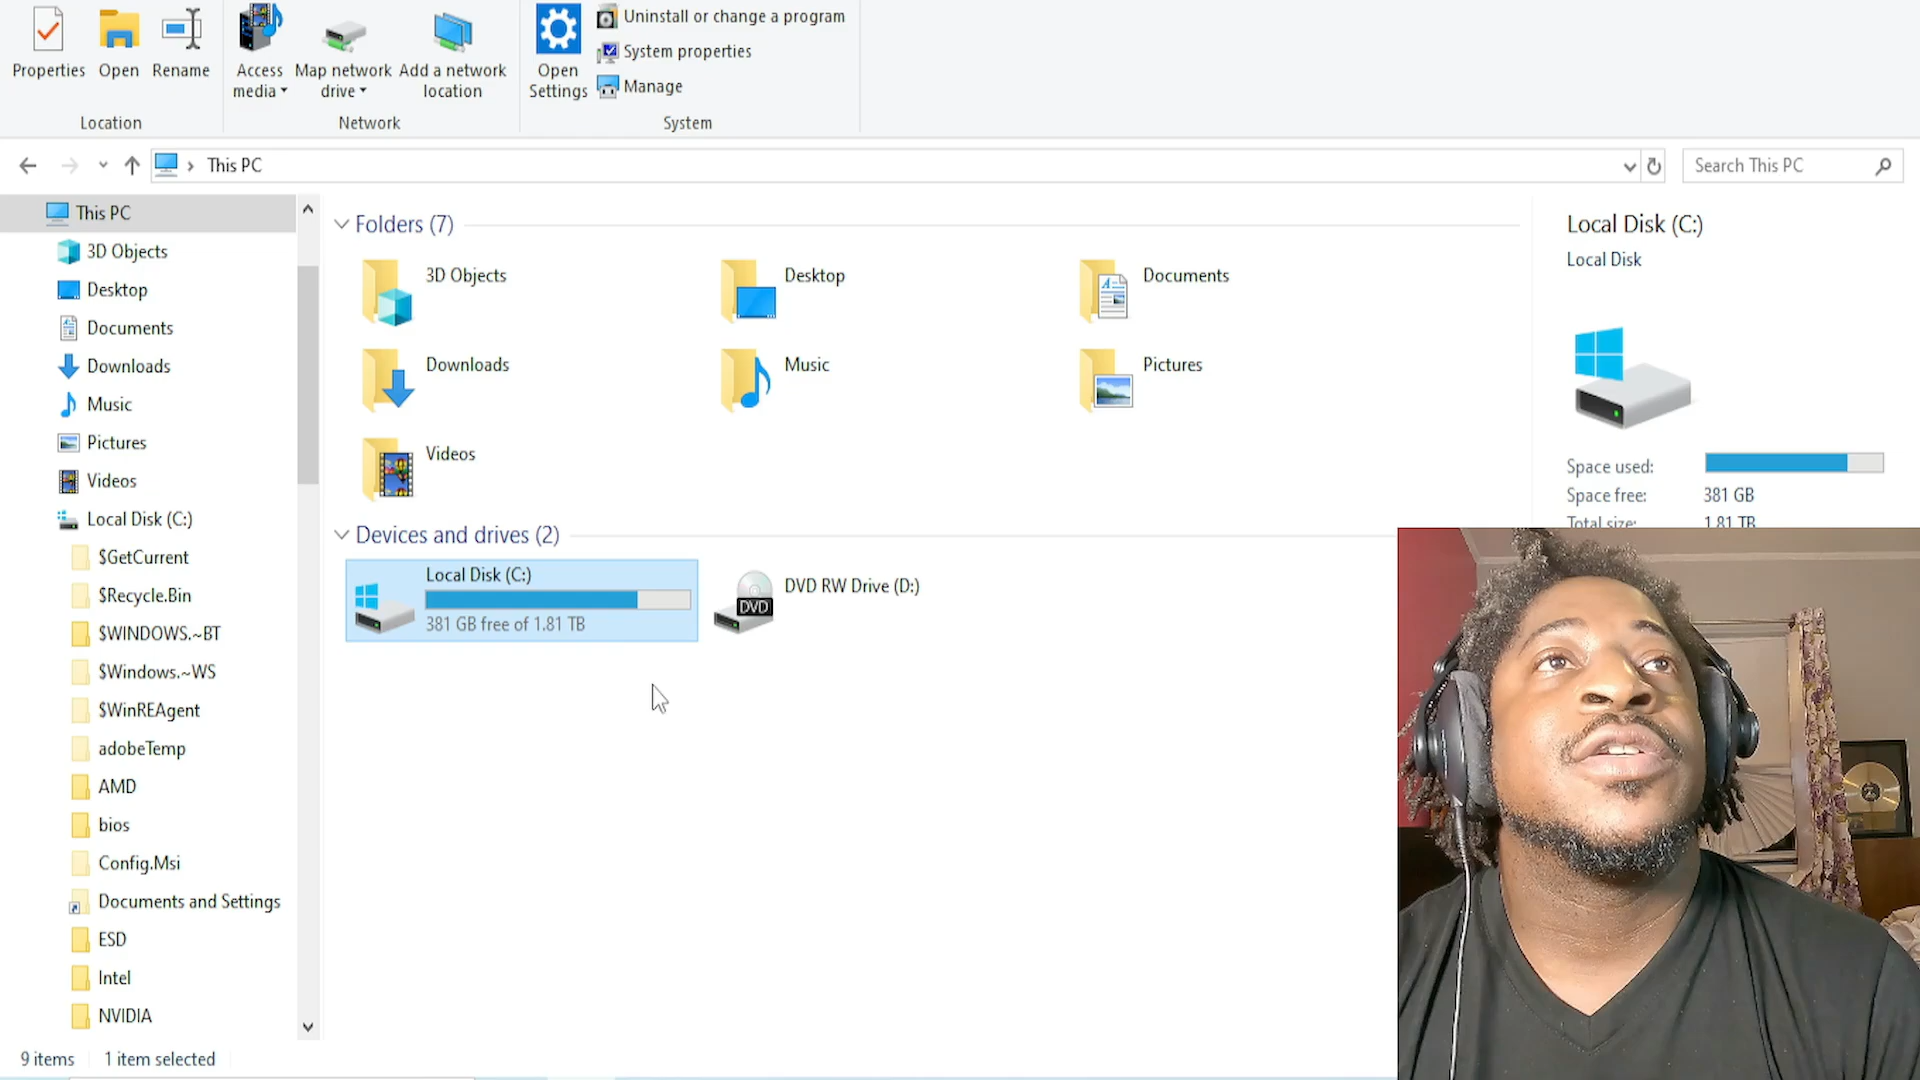 Properties
Open
Rename
Access media
Map network drive
Add a network location
Open Settings
Uninstall or change a program
System properties
Manage
Location
Network
System
This PC
Search This PC
This PC
3D Objects
Desktop
Documents
Downloads
Music
Pictures
Videos
Local Disk (C:)
$GetCurrent
$Recycle.Bin
$WINDOWS.~BT
$Windows.~WS
$WinREAgent
adobeTemp
AMD
bios
Config.Msi
Documents and Settings
ESD
Intel
NVIDIA
Folders (7)
3D Objects
Desktop
Documents
Downloads
Music
Pictures
Videos
Devices and drives (2)
Local Disk (C:)
381 GB free of 1.81 TB
DVD RW Drive (D:)
DVD
Local Disk (C:)
Local Disk
Space used:
Space free: 381 GB
Total size: 1.81 TB
9 items 1 item selected